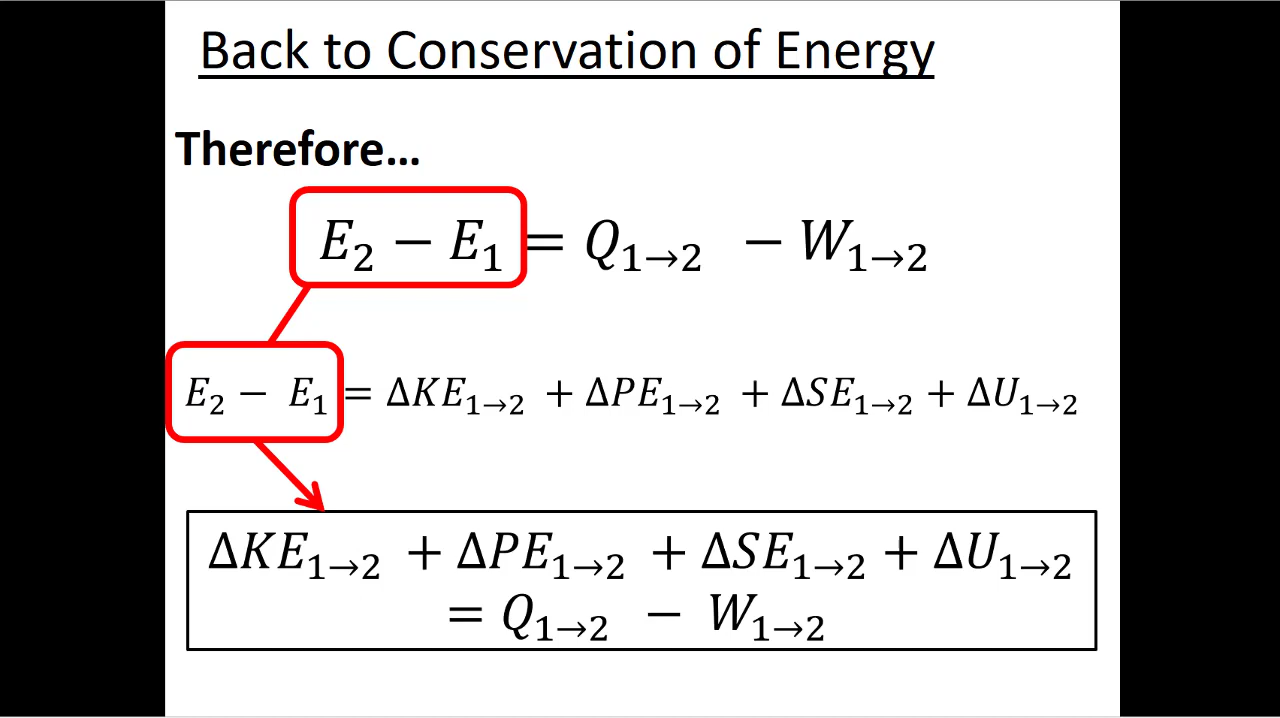 Back to Conservation of Energy
Therefore...
E₂ − E₁ = Q₁→₂ − W₁→₂
E₂ − E₁ = ΔKE₁→₂ + ΔPE₁→₂ + ΔSE₁→₂ + ΔU₁→₂
ΔKE₁→₂ + ΔPE₁→₂ + ΔSE₁→₂ + ΔU₁→₂
= Q₁→₂ − W₁→₂